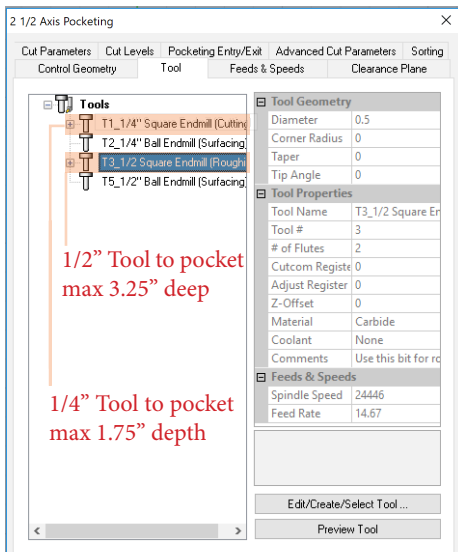 2 1/2 Axis Pocketing
Cut Parameters Cut Levels Pocketing Entry/Exit Advanced Cut Parameters Sorting
Control Geometry Tool Feeds & Speeds Clearance Plane
Tools
T1_1/4" Square Endmill (Cutting
T2_1/4" Ball Endmill (Surfacing
T3_1/2 Square Endmill (Roughi
T5_1/2" Ball Endmill (Surfacing
1/2” Tool to pocket
max 3.25” deep
1/4” Tool to pocket
max 1.75” depth
Tool Geometry
Diameter 0.5
Corner Radius 0
Taper 0
Tip Angle 0
Tool Properties
Tool Name T3_1/2 Square Er
Tool # 3
# of Flutes 2
Cutcom Registe 0
Adjust Register 0
Z-Offset 0
Material Carbide
Coolant None
Comments Use this bit for ro
Feeds & Speeds
Spindle Speed 24446
Feed Rate 14.67
Edit/Create/Select Tool ...
Preview Tool